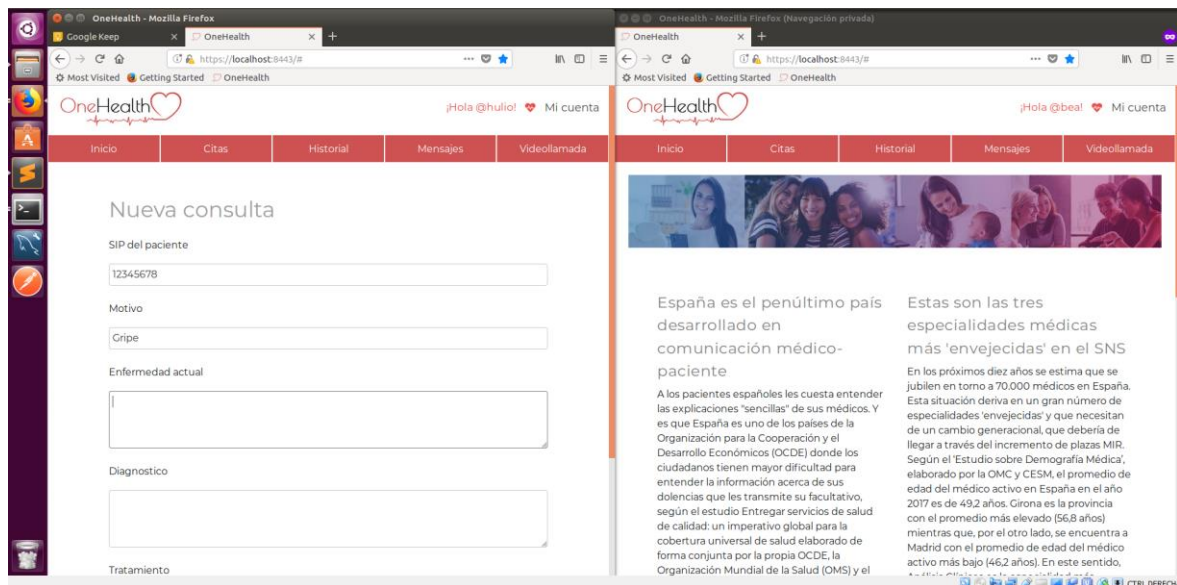 OneHealth - Mozilla Firefox
Google Keep
OneHealth
https://localhost:8443/#
Most Visited
Getting Started
OneHealth
OneHealth
¡Hola @hulio!
Mi cuenta
Inicio
Citas
Historial
Mensajes
Videollamada
Nueva consulta
SIP del paciente
12345678
Motivo
Gripe
Enfermedad actual
Diagnostico
Tratamiento
OneHealth - Mozilla Firefox (Navegación privada)
OneHealth
https://localhost:8443/#
Most Visited
Getting Started
OneHealth
OneHealth
¡Hola @bea!
Mi cuenta
Inicio
Citas
Historial
Mensajes
Videollamada
España es el penúltimo país
desarrollado en
comunicación médico-
paciente
A los pacientes españoles les cuesta entender
las explicaciones "sencillas" de sus médicos. Y
es que España es uno de los países de la
Organización para la Cooperación y el
Desarrollo Económicos (OCDE) donde los
ciudadanos tienen mayor dificultad para
entender la información acerca de sus
dolencias que les transmite su facultativo,
según el estudio Entregar servicios de salud
de calidad: un imperativo global para la
cobertura universal de salud elaborado de
forma conjunta por la propia OCDE, la
Organización Mundial de la Salud (OMS) y el
Estas son las tres
especialidades médicas
más 'envejecidas' en el SNS
En los próximos diez años se estima que se
jubilen en torno a 70.000 médicos en España.
Esta situación deriva en un gran número de
especialidades 'envejecidas' y que necesitan
de un cambio generacional, que debería de
llegar a través del incremento de plazas MIR.
Según el 'Estudio sobre Demografía Médica',
elaborado por la OMC y CESM, el promedio de
edad del médico activo en España en el año
2017 es de 49,2 años. Girona es la provincia
con el promedio más elevado (56,8 años)
mientras que, por el otro lado, se encuentra a
Madrid con el promedio de edad del médico
activo más bajo (46,2 años). En este sentido,
CTRL DERECH